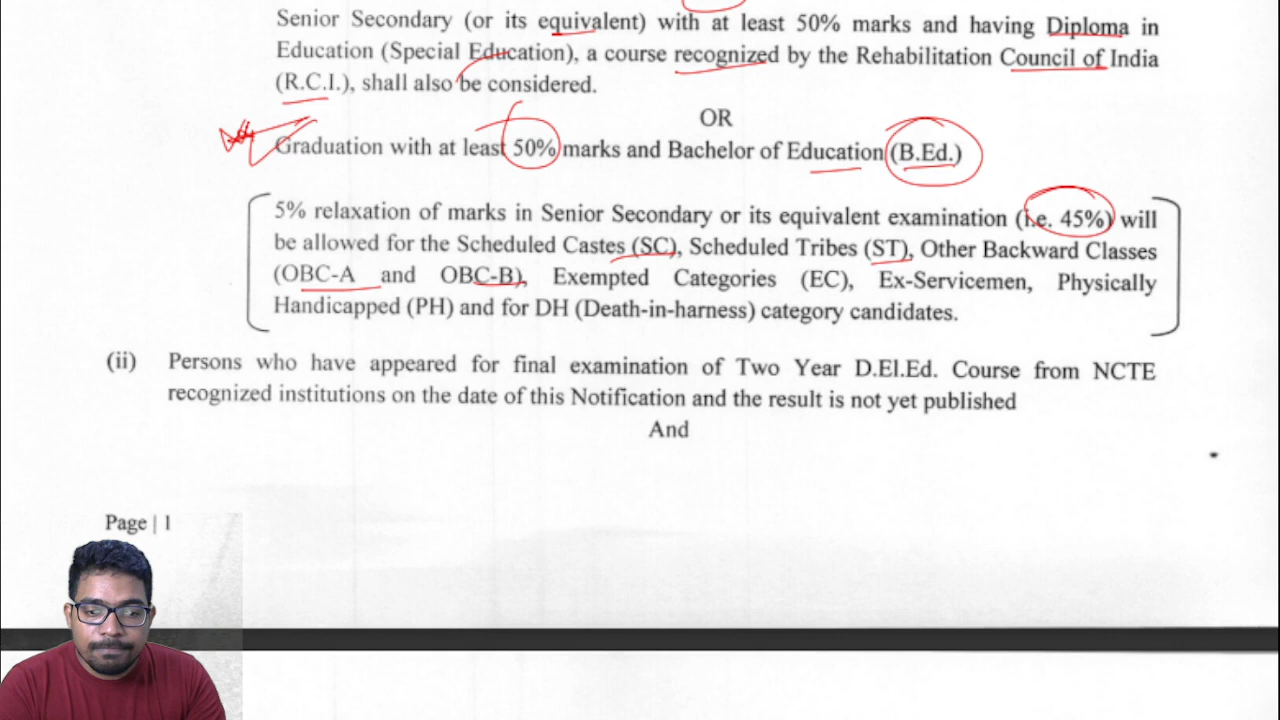 Senior Secondary (or its equivalent) with at least 50% marks and having Diploma in
Education (Special Education), a course recognized by the Rehabilitation Council of India
(R.C.I.), shall also be considered.
OR
Graduation with at least 50% marks and Bachelor of Education (B.Ed.)
5% relaxation of marks in Senior Secondary or its equivalent examination (i.e. 45%) will
be allowed for the Scheduled Castes (SC), Scheduled Tribes (ST), Other Backward Classes
(OBC-A and OBC-B), Exempted Categories (EC), Ex-Servicemen, Physically
Handicapped (PH) and for DH (Death-in-harness) category candidates.
(ii) Persons who have appeared for final examination of Two Year D.El.Ed. Course from NCTE
recognized institutions on the date of this Notification and the result is not yet published
And
Page | 1